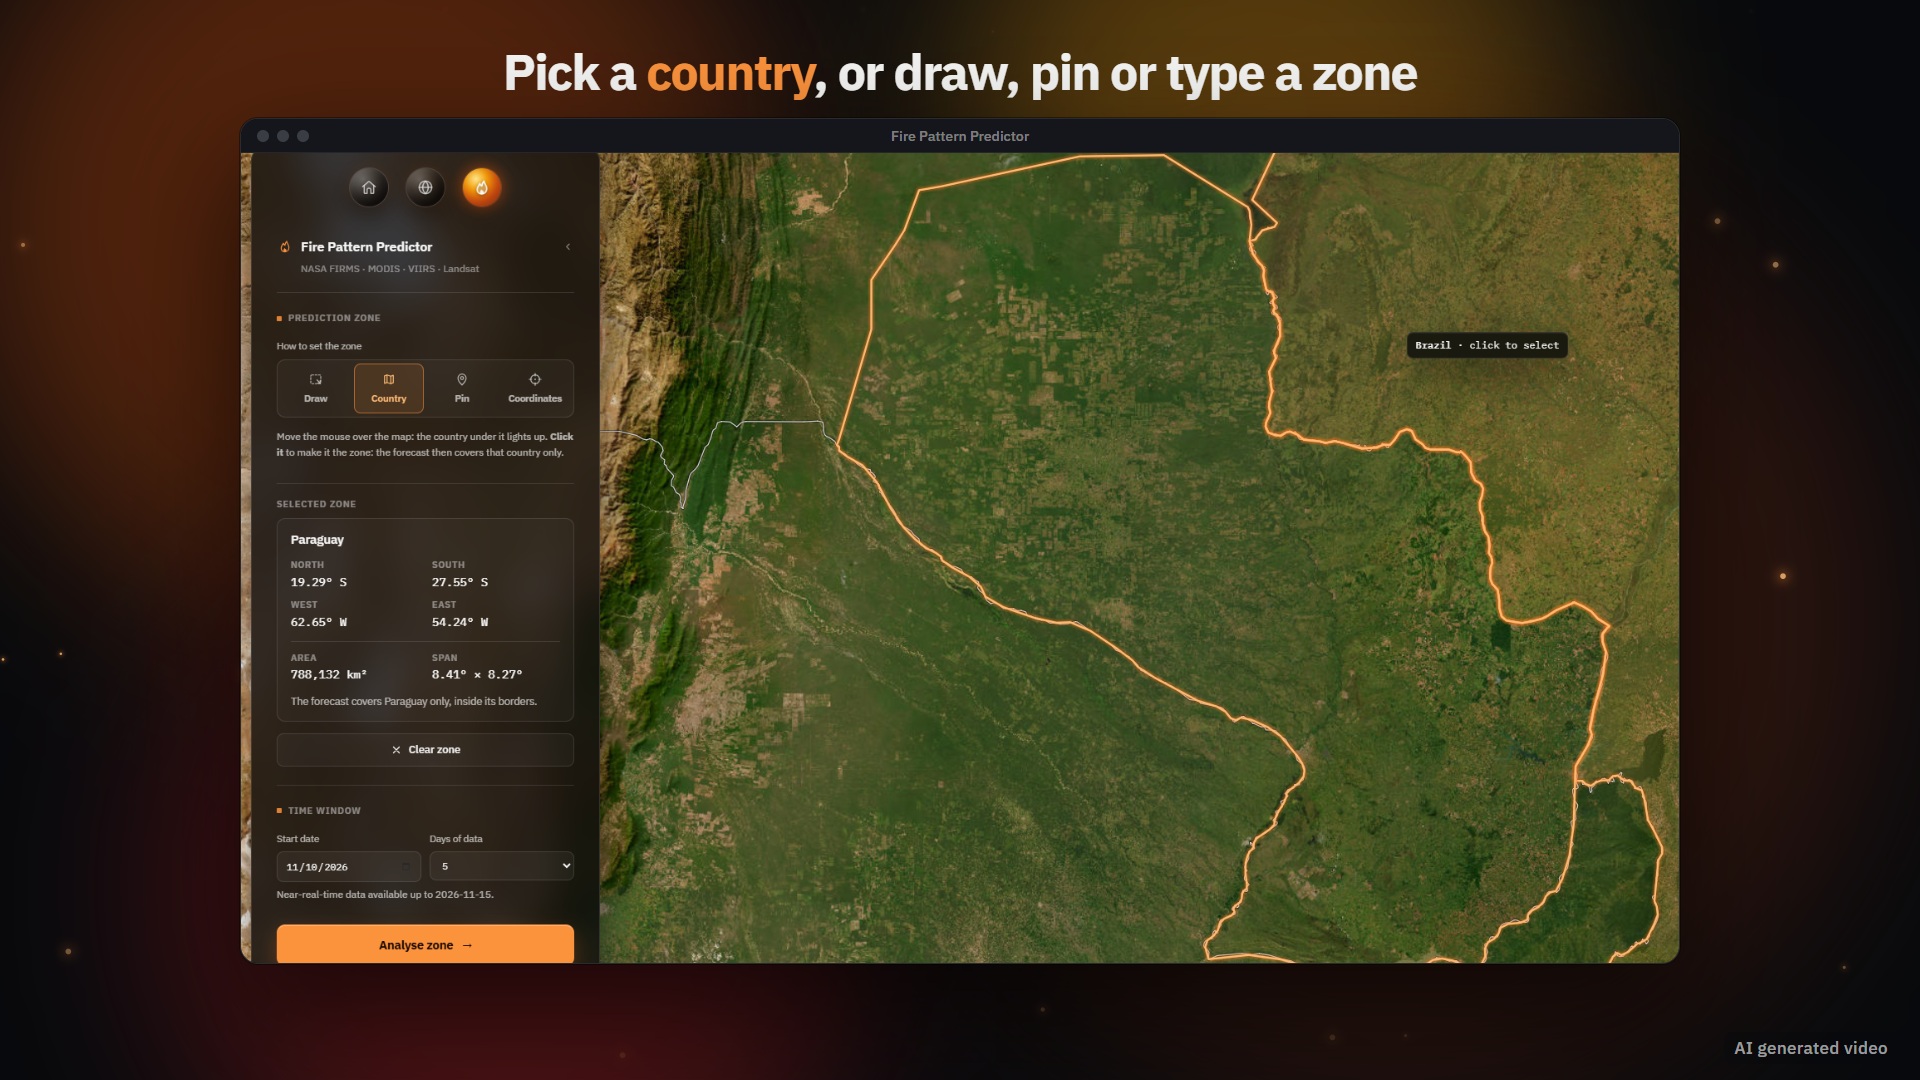 Pick a country, or draw, pin or type a zone
Fire Pattern Predictor
Fire Pattern Predictor
NASA FIRMS · MODIS · VIIRS · Landsat
PREDICTION ZONE
How to set the zone
Draw
Country
Pin
Coordinates
Move the mouse over the map: the country under it lights up. Click
it to make it the zone: the forecast then covers that country only.
SELECTED ZONE
Paraguay
NORTH SOUTH
19.29° S 27.55° S
WEST EAST
62.65° W 54.24° W
AREA SPAN
788,132 km² 8.41° × 8.27°
The forecast covers Paraguay only, inside its borders.
× Clear zone
TIME WINDOW
Start date Days of data
11/10/2026 5
Near-real-time data available up to 2026-11-15.
Analyse zone →
Brazil · click to select
AI generated video